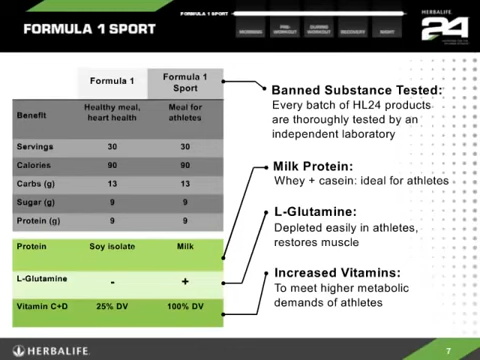 FORMULA 1 SPORT
FORMULA 1 SPORT
MORNING
PRE-WORKOUT
DURING WORKOUT
RECOVERY
NIGHT
HERBALIFE
24
Formula 1
Formula 1 Sport
Benefit
Healthy meal, heart health
Meal for athletes
Servings 30 30
Calories 90 90
Carbs (g) 13 13
Sugar (g) 9 9
Protein (g) 9 9
Protein Soy isolate Milk
L-Glutamine - +
Vitamin C+D 25% DV 100% DV
Banned Substance Tested:
Every batch of HL24 products
are thoroughly tested by an
independent laboratory
Milk Protein:
Whey + casein: ideal for athletes
L-Glutamine:
Depleted easily in athletes,
restores muscle
Increased Vitamins:
To meet higher metabolic
demands of athletes
HERBALIFE.
7